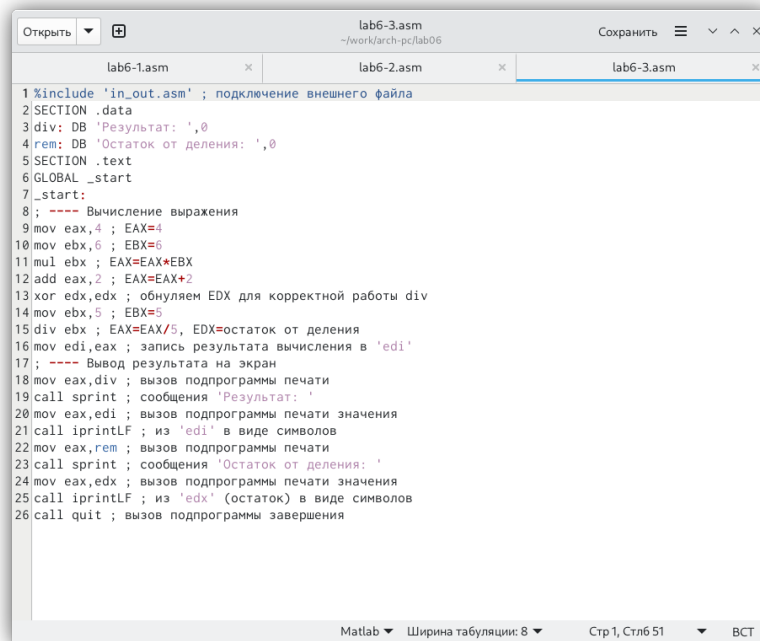 Открыть
lab6-3.asm
~/work/arch-pc/lab06
Сохранить
lab6-1.asm
lab6-2.asm
lab6-3.asm
1 %include 'in_out.asm' ; подключение внешнего файла
2 SECTION .data
3 div: DB 'Результат: ',0
4 rem: DB 'Остаток от деления: ',0
5 SECTION .text
6 GLOBAL _start
7 _start:
8 ; ---- Вычисление выражения
9 mov eax,4 ; EAX=4
10 mov ebx,6 ; EBX=6
11 mul ebx ; EAX=EAX*EBX
12 add eax,2 ; EAX=EAX+2
13 xor edx,edx ; обнуляем EDX для корректной работы div
14 mov ebx,5 ; EBX=5
15 div ebx ; EAX=EAX/5, EDX=остаток от деления
16 mov edi,eax ; запись результата вычисления в 'edi'
17 ; ---- Вывод результата на экран
18 mov eax,div ; вызов подпрограммы печати
19 call sprint ; сообщения 'Результат: '
20 mov eax,edi ; вызов подпрограммы печати значения
21 call iprintLF ; из 'edi' в виде символов
22 mov eax,rem ; вызов подпрограммы печати
23 call sprint ; сообщения 'Остаток от деления: '
24 mov eax,edx ; вызов подпрограммы печати значения
25 call iprintLF ; из 'edx' (остаток) в виде символов
26 call quit ; вызов подпрограммы завершения
Matlab Ширина табуляции: 8 Стр 1, Стлб 51 ВСТ